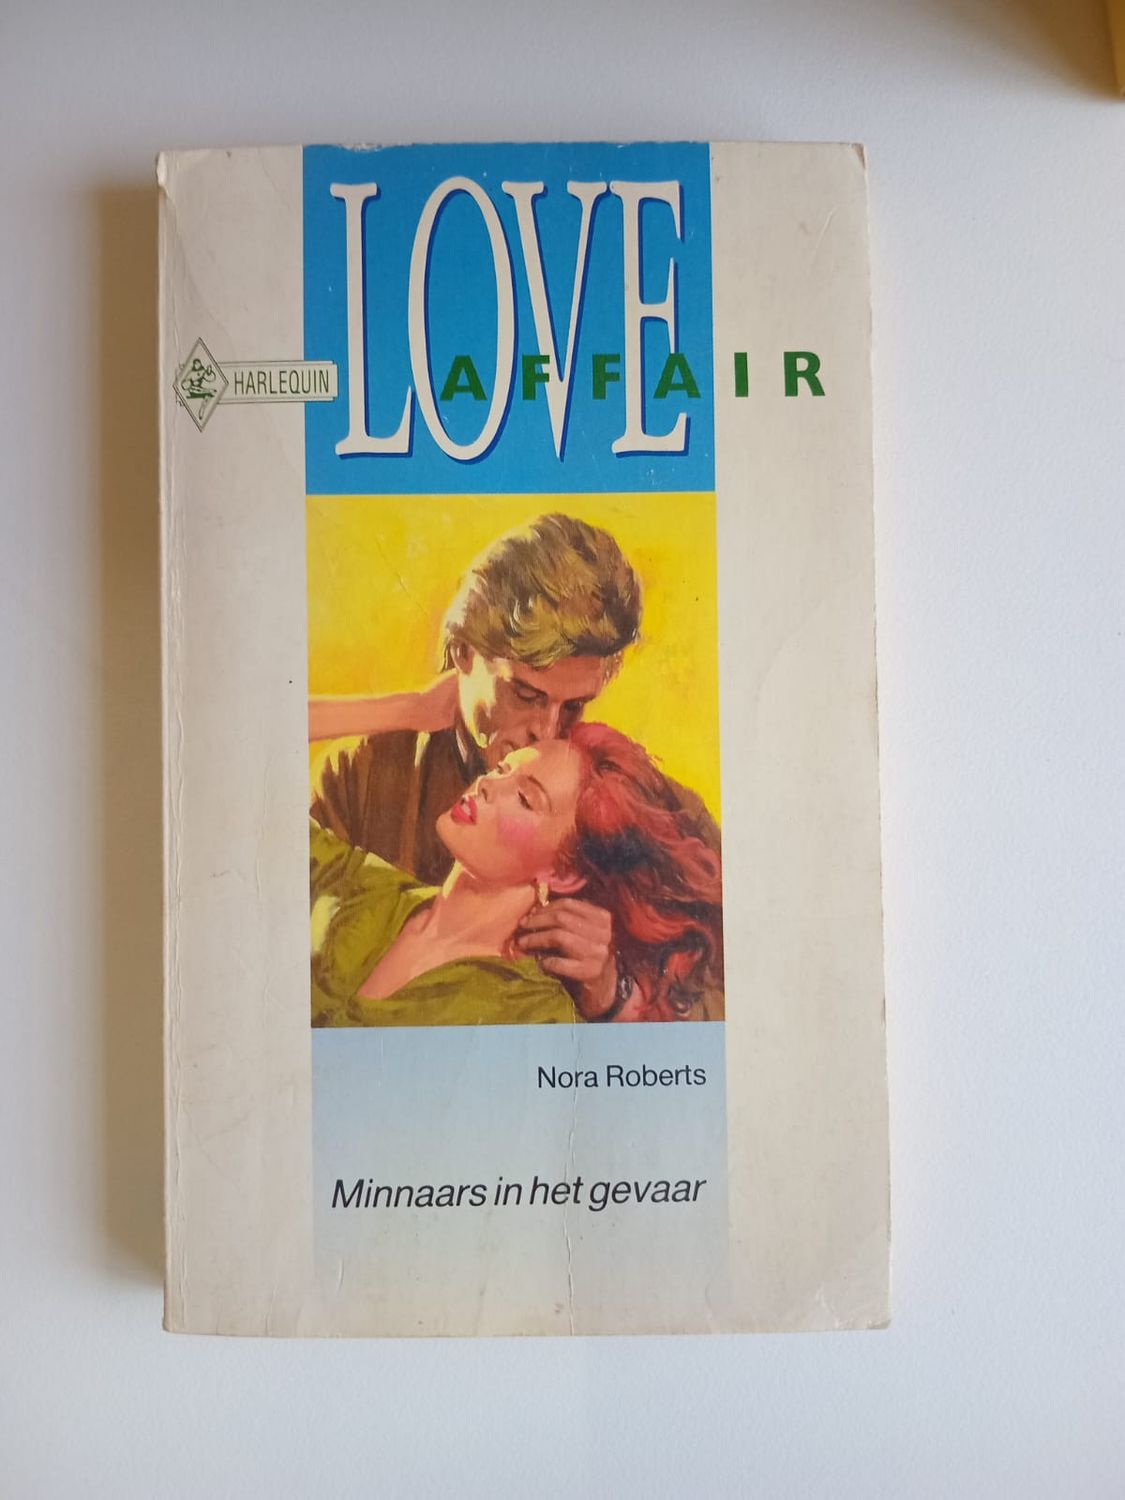 LOVE
AFFAIR
HARLEQUIN
Nora Roberts
Minnaars in het gevaar